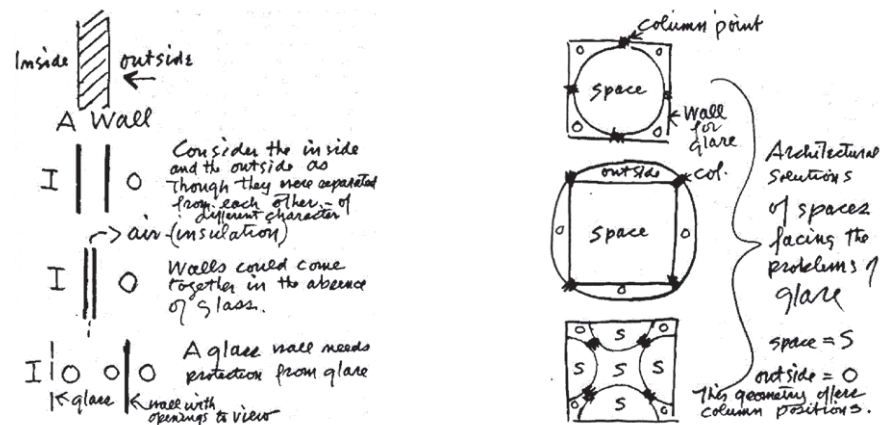 Inside
outside
A Wall
I
O
Consider the inside
and the outside as
Though they were separated
from each other - of
different character
air (insulation)
I
O
Walls could come
together in the absence
of glass.
I
O
O
O
A glass wall needs
protection from glare
glass
wall with
openings to view
column point
o
o
space
o
o
Wall
for
glare
outside
col.
o
space
o
o
o
S
o
S
S
S
o
S
o
Architectural
solutions
of spaces
facing the
problems of
glare
space = S
outside = O
This geometry offers
column positions.